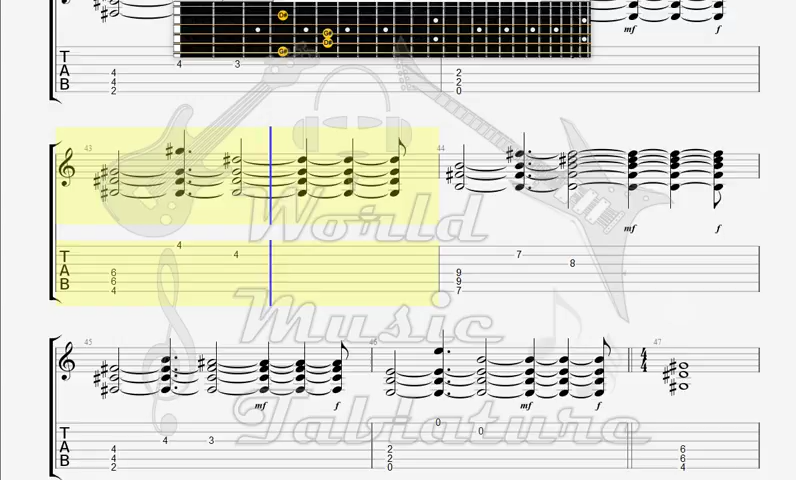 D#
G#
D#
G#
mf f
T 4 3
A 4 2
B 4 2
2 0
43 44
mf f
4 7
T 4 8
A 6 9
B 6 9
4 7
World
Music
Tablature
45 46 47
4
4
mf f mf f
0
T 4 3 0
A 4 2 6
B 4 2 6
2 0 4